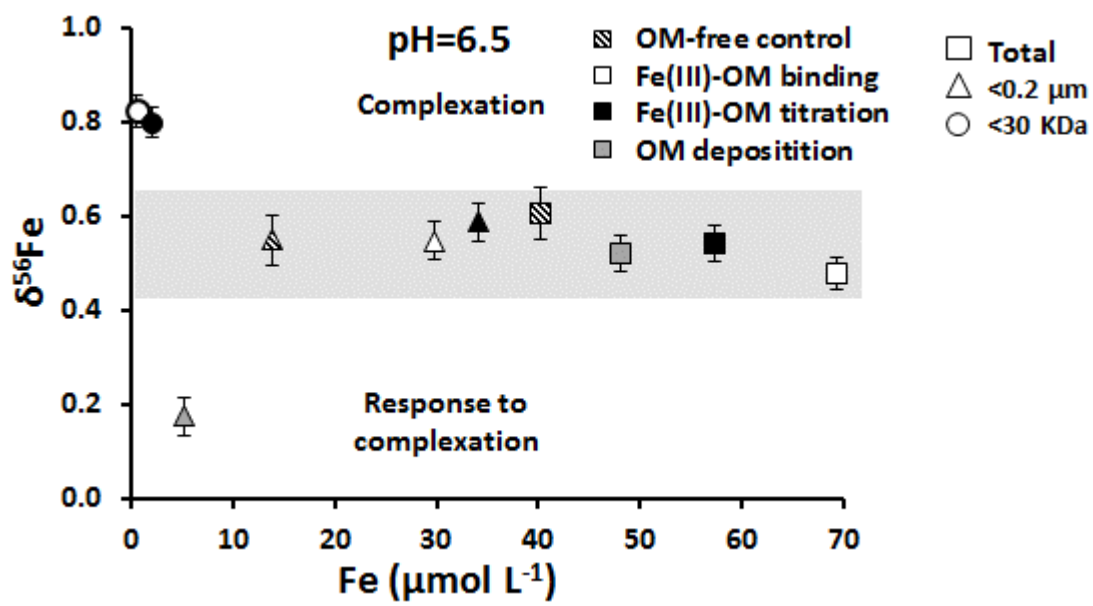 pH=6.5
Complexation
OM-free control
Fe(III)-OM binding
Fe(III)-OM titration
OM depositition
Total
<0.2 µm
<30 KDa
1.0
0.8
0.6
0.4
0.2
0.0
δ⁵⁶Fe
Response to
complexation
0 10 20 30 40 50 60 70
Fe (µmol L⁻¹)